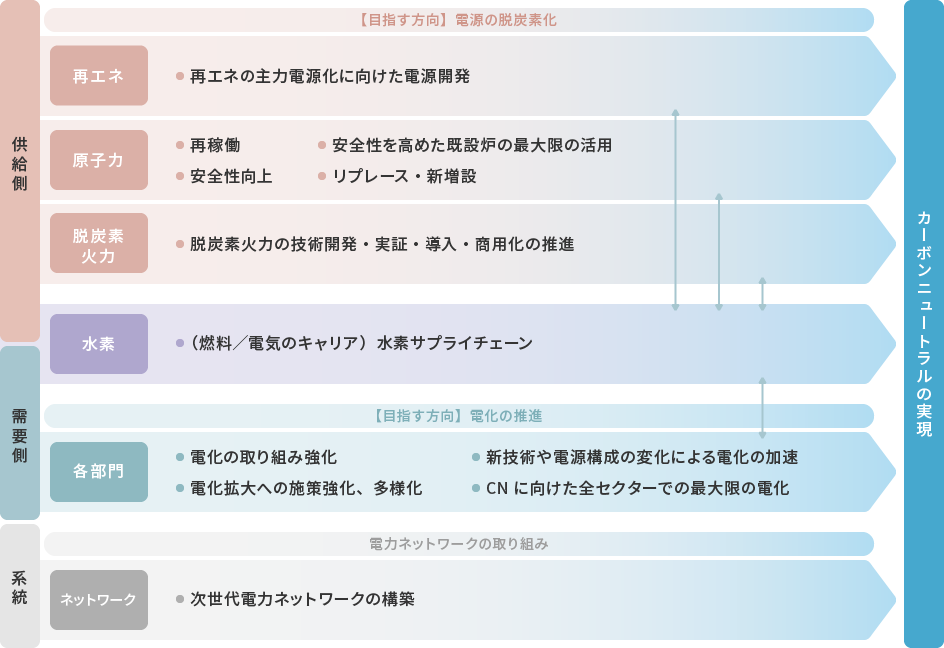 供給側
【目指す方向】電源の脱炭素化
再エネ
再エネの主力電源化に向けた電源開発
原子力
再稼働
安全性を高めた既設炉の最大限の活用
安全性向上
リプレース・新増設
脱炭素
火力
脱炭素火力の技術開発・実証・導入・商用化の推進
水素
（燃料／電気のキャリア）水素サプライチェーン
需要側
【目指す方向】電化の推進
各部門
電化の取り組み強化
新技術や電源構成の変化による電化の加速
電化拡大への施策強化、多様化
CN に向けた全セクターでの最大限の電化
系統
電力ネットワークの取り組み
ネットワーク
次世代電力ネットワークの構築
カーボンニュートラルの実現